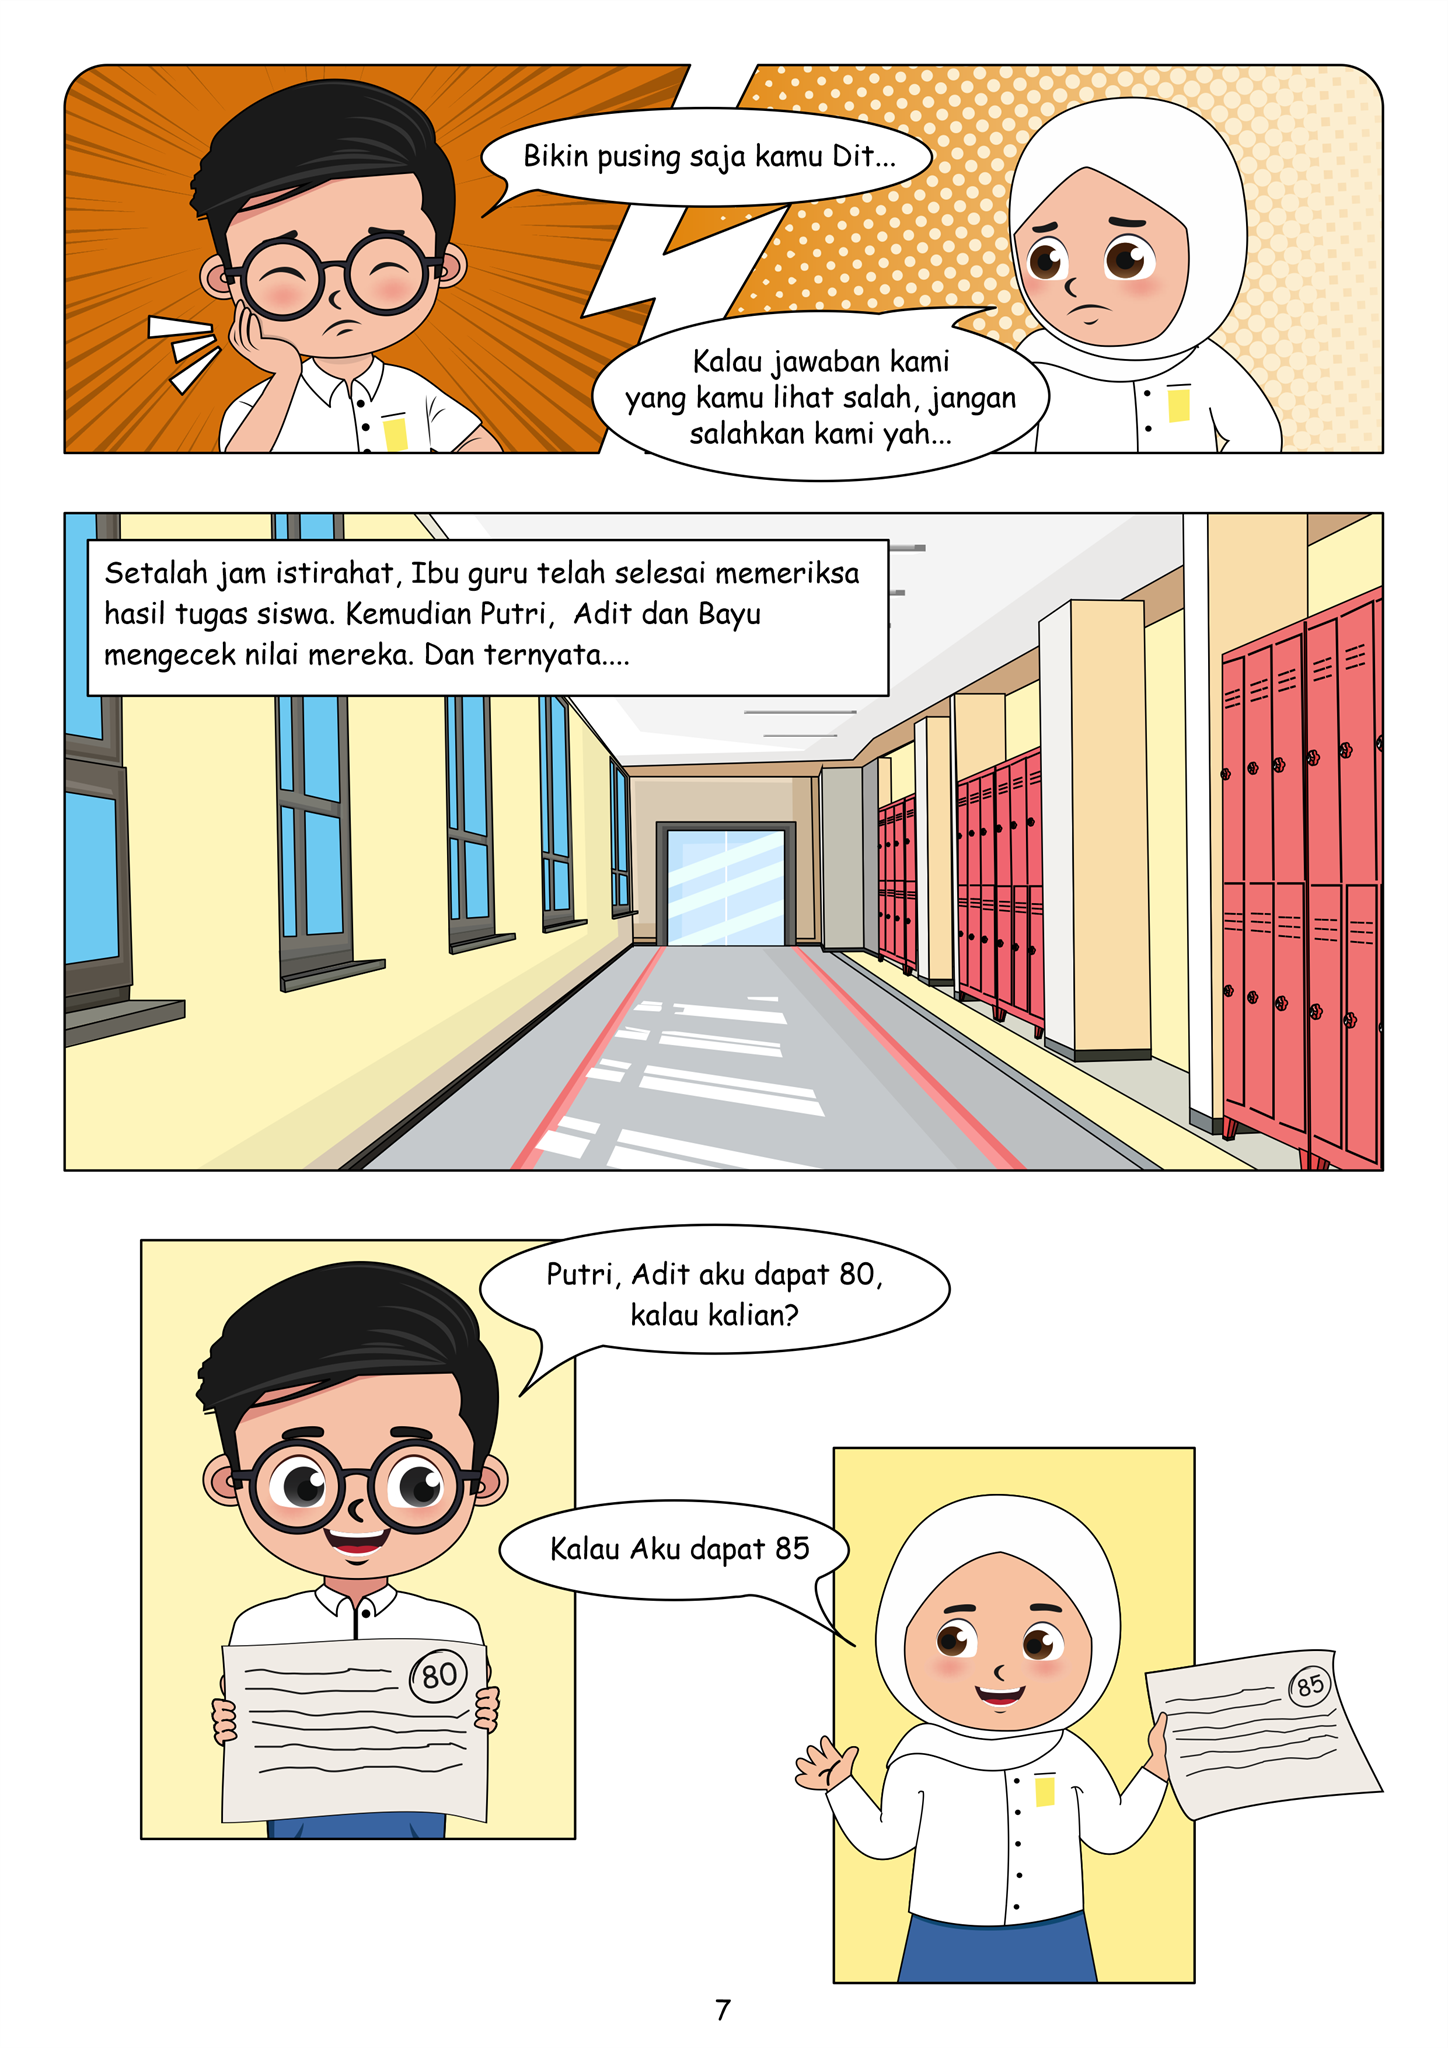 Bikin pusing saja kamu Dit...
Kalau jawaban kami
yang kamu lihat salah, jangan
salahkan kami yah...
Setalah jam istirahat, Ibu guru telah selesai memeriksa
hasil tugas siswa. Kemudian Putri, Adit dan Bayu
mengecek nilai mereka. Dan ternyata....
Putri, Adit aku dapat 80,
kalau kalian?
Kalau Aku dapat 85
80
85
7